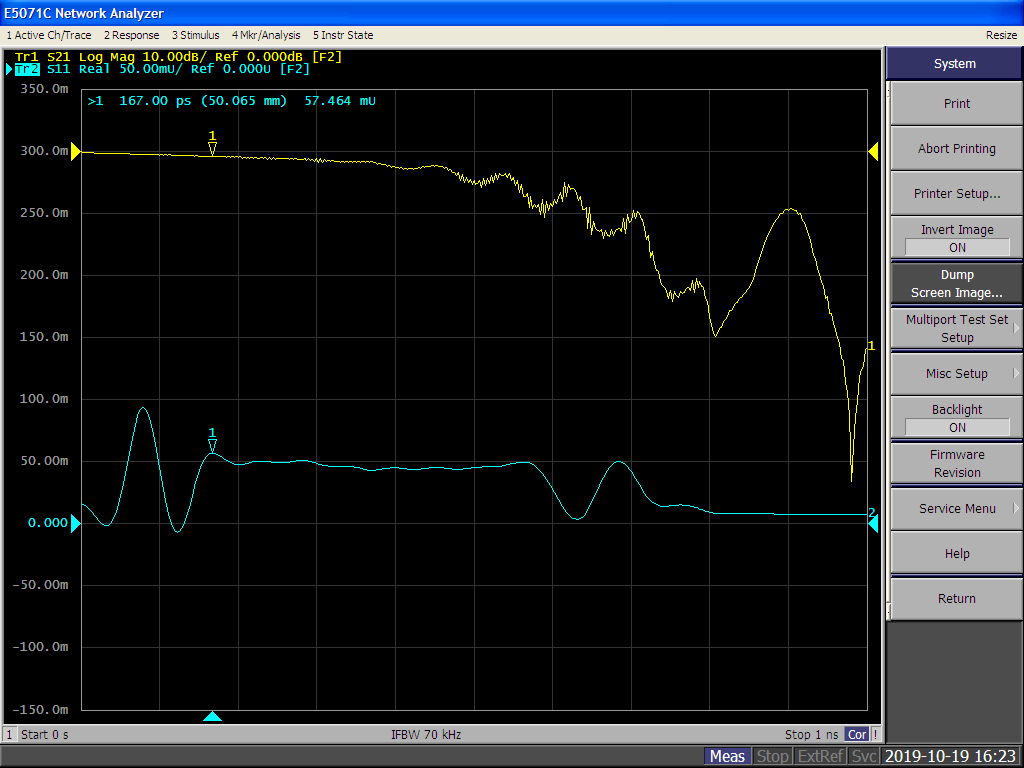 E5071C Network Analyzer
1 Active Ch/Trace 2 Response 3 Stimulus 4 Mkr/Analysis 5 Instr State Resize
Tr1 S21 Log Mag 10.00dB/ Ref 0.000dB [F2]
Tr2 S11 Real 50.00mU/ Ref 0.000U [F2]
350.0m
>1 167.00 ps (50.065 mm) 57.464 mU
1
300.0m
250.0m
200.0m
150.0m
1
100.0m
1
50.00m
2
0.000
-50.00m
-100.0m
-150.0m
1 Start 0 s IFBW 70 kHz Stop 1 ns Cor !
System
Print
Abort Printing
Printer Setup...
Invert Image
ON
Dump
Screen Image...
Multiport Test Set
Setup
Misc Setup
Backlight
ON
Firmware
Revision
Service Menu
Help
Return
Meas Stop ExtRef Svc 2019-10-19 16:23